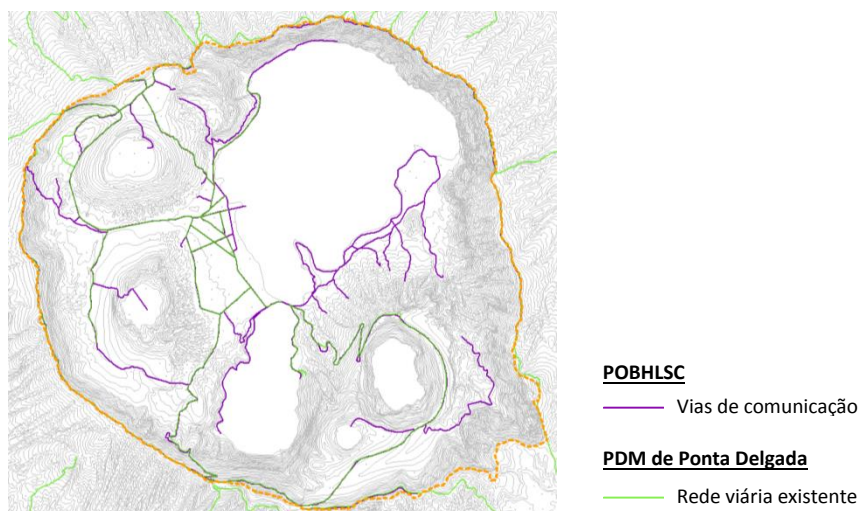 POBHLSC
Vias de comunicação
PDM de Ponta Delgada
Rede viária existente